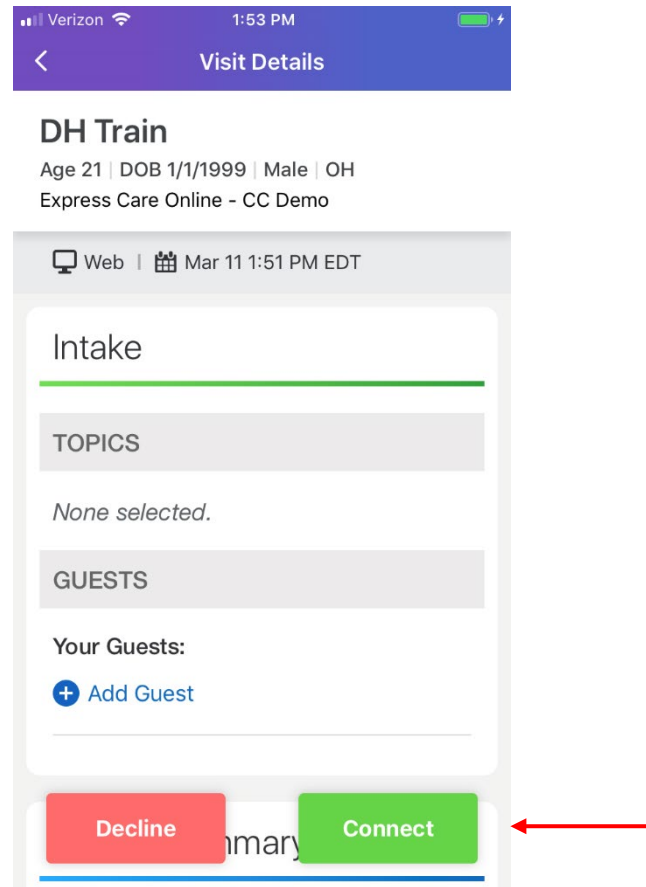 Verizon 1:53 PM
Visit Details
DH Train
Age 21 | DOB 1/1/1999 | Male | OH
Express Care Online - CC Demo
Web | Mar 11 1:51 PM EDT
Intake
TOPICS
None selected.
GUESTS
Your Guests:
Add Guest
Decline Connect